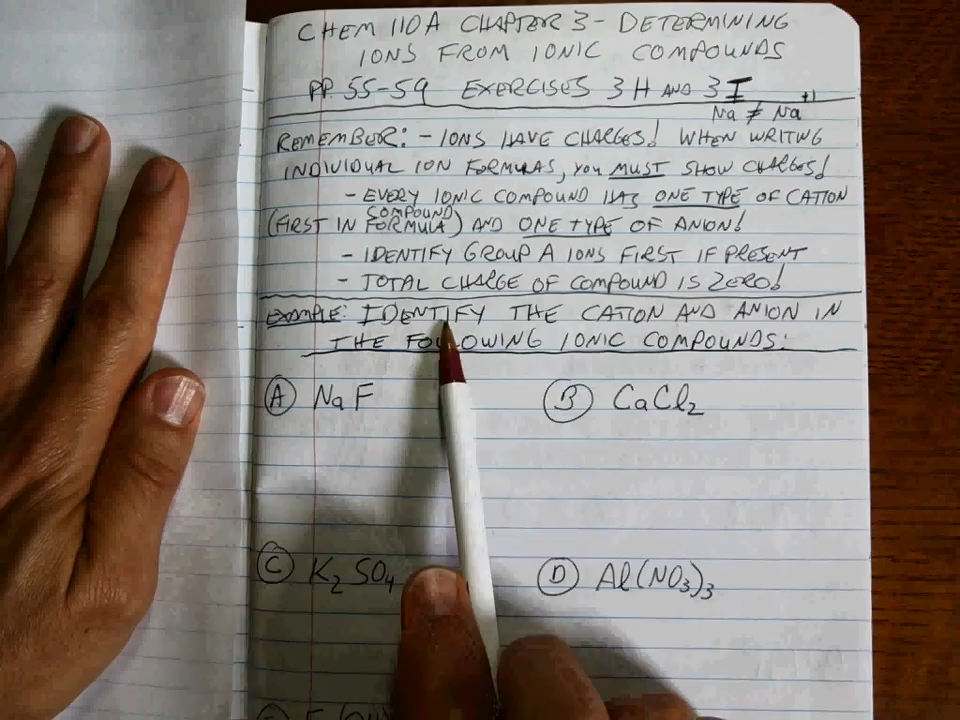 CHEM 110A CHAPTER 3 - DETERMINING
IONS FROM IONIC COMPOUNDS
PP. 55-59 EXERCISES 3H AND 3I
Na ≠ Na+1
REMEMBER: - IONS HAVE CHARGES! WHEN WRITING
INDIVIDUAL ION FORMULAS, YOU MUST SHOW CHARGES!
- EVERY IONIC COMPOUND HAS ONE TYPE OF CATION
COMPOUND
(FIRST IN FORMULA) AND ONE TYPE OF ANION!
- IDENTIFY GROUP A IONS FIRST IF PRESENT
- TOTAL CHARGE OF COMPOUND IS ZERO!
EXAMPLE: IDENTIFY THE CATION AND ANION IN
THE FOLLOWING IONIC COMPOUNDS:
A NaF B CaCl2
C K2SO4 D Al(NO3)3